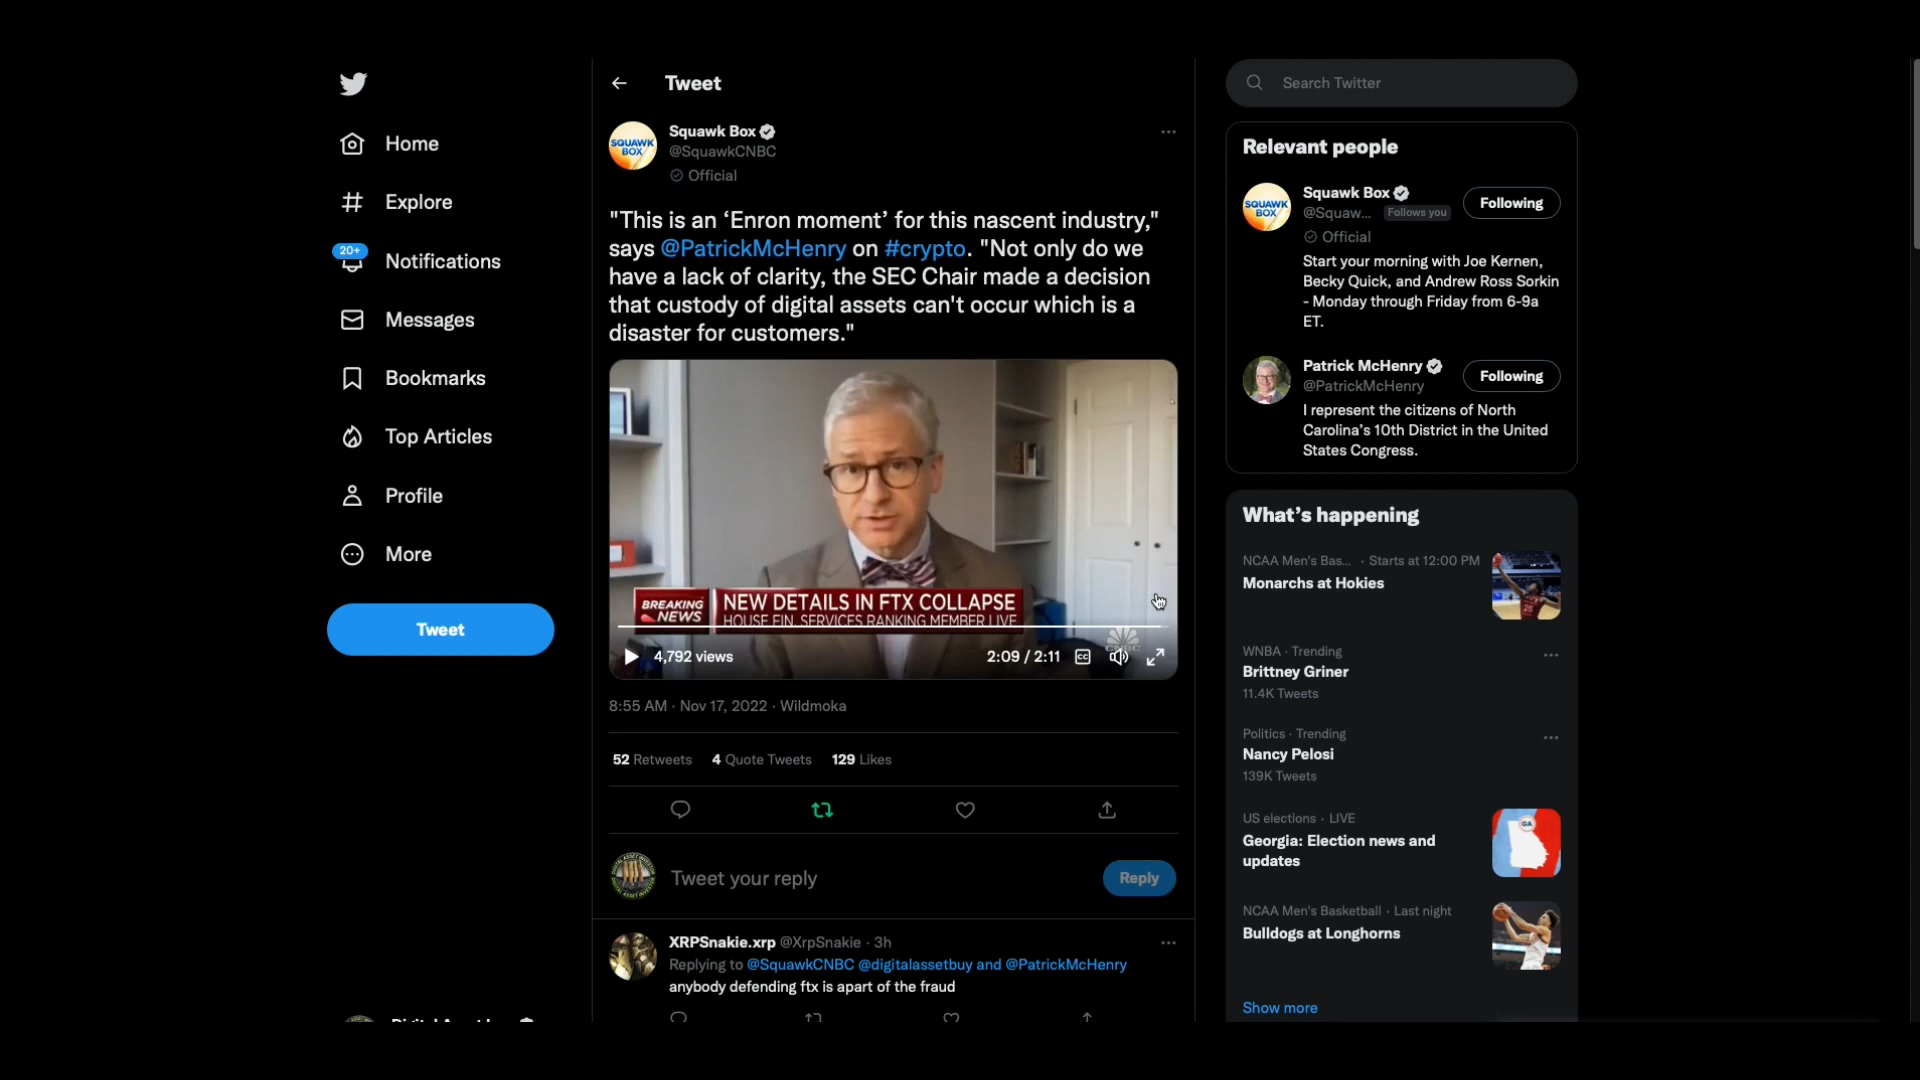 Home
Explore
20+
Notifications
Messages
Bookmarks
Top Articles
Profile
More
Tweet
Tweet
SQUAWK
BOX
Squawk Box
@SquawkCNBC
Official
"This is an ‘Enron moment’ for this nascent industry,"
says @PatrickMcHenry on #crypto. "Not only do we
have a lack of clarity, the SEC Chair made a decision
that custody of digital assets can't occur which is a
disaster for customers."
BREAKING
NEWS
NEW DETAILS IN FTX COLLAPSE
HOUSE FIN. SERVICES RANKING MEMBER LIVE
CNBC
4,792 views
2:09 / 2:11
CC
8:55 AM · Nov 17, 2022 · Wildmoka
52 Retweets 4 Quote Tweets 129 Likes
DIGITAL ASSET INVESTOR
Tweet your reply
Reply
XRPSnakie.xrp @XrpSnakie · 3h
Replying to @SquawkCNBC @digitalassetbuy and @PatrickMcHenry
anybody defending ftx is apart of the fraud
Search Twitter
Relevant people
SQUAWK
BOX
Squawk Box
@Squaw... Follows you
Following
Official
Start your morning with Joe Kernen,
Becky Quick, and Andrew Ross Sorkin
- Monday through Friday from 6-9a
ET.
Patrick McHenry
@PatrickMcHenry
Following
I represent the citizens of North
Carolina’s 10th District in the United
States Congress.
What’s happening
NCAA Men's Bas... · Starts at 12:00 PM
Monarchs at Hokies
WNBA · Trending
Brittney Griner
11.4K Tweets
Politics · Trending
Nancy Pelosi
139K Tweets
US elections · LIVE
Georgia: Election news and
updates
GA
NCAA Men's Basketball · Last night
Bulldogs at Longhorns
Show more